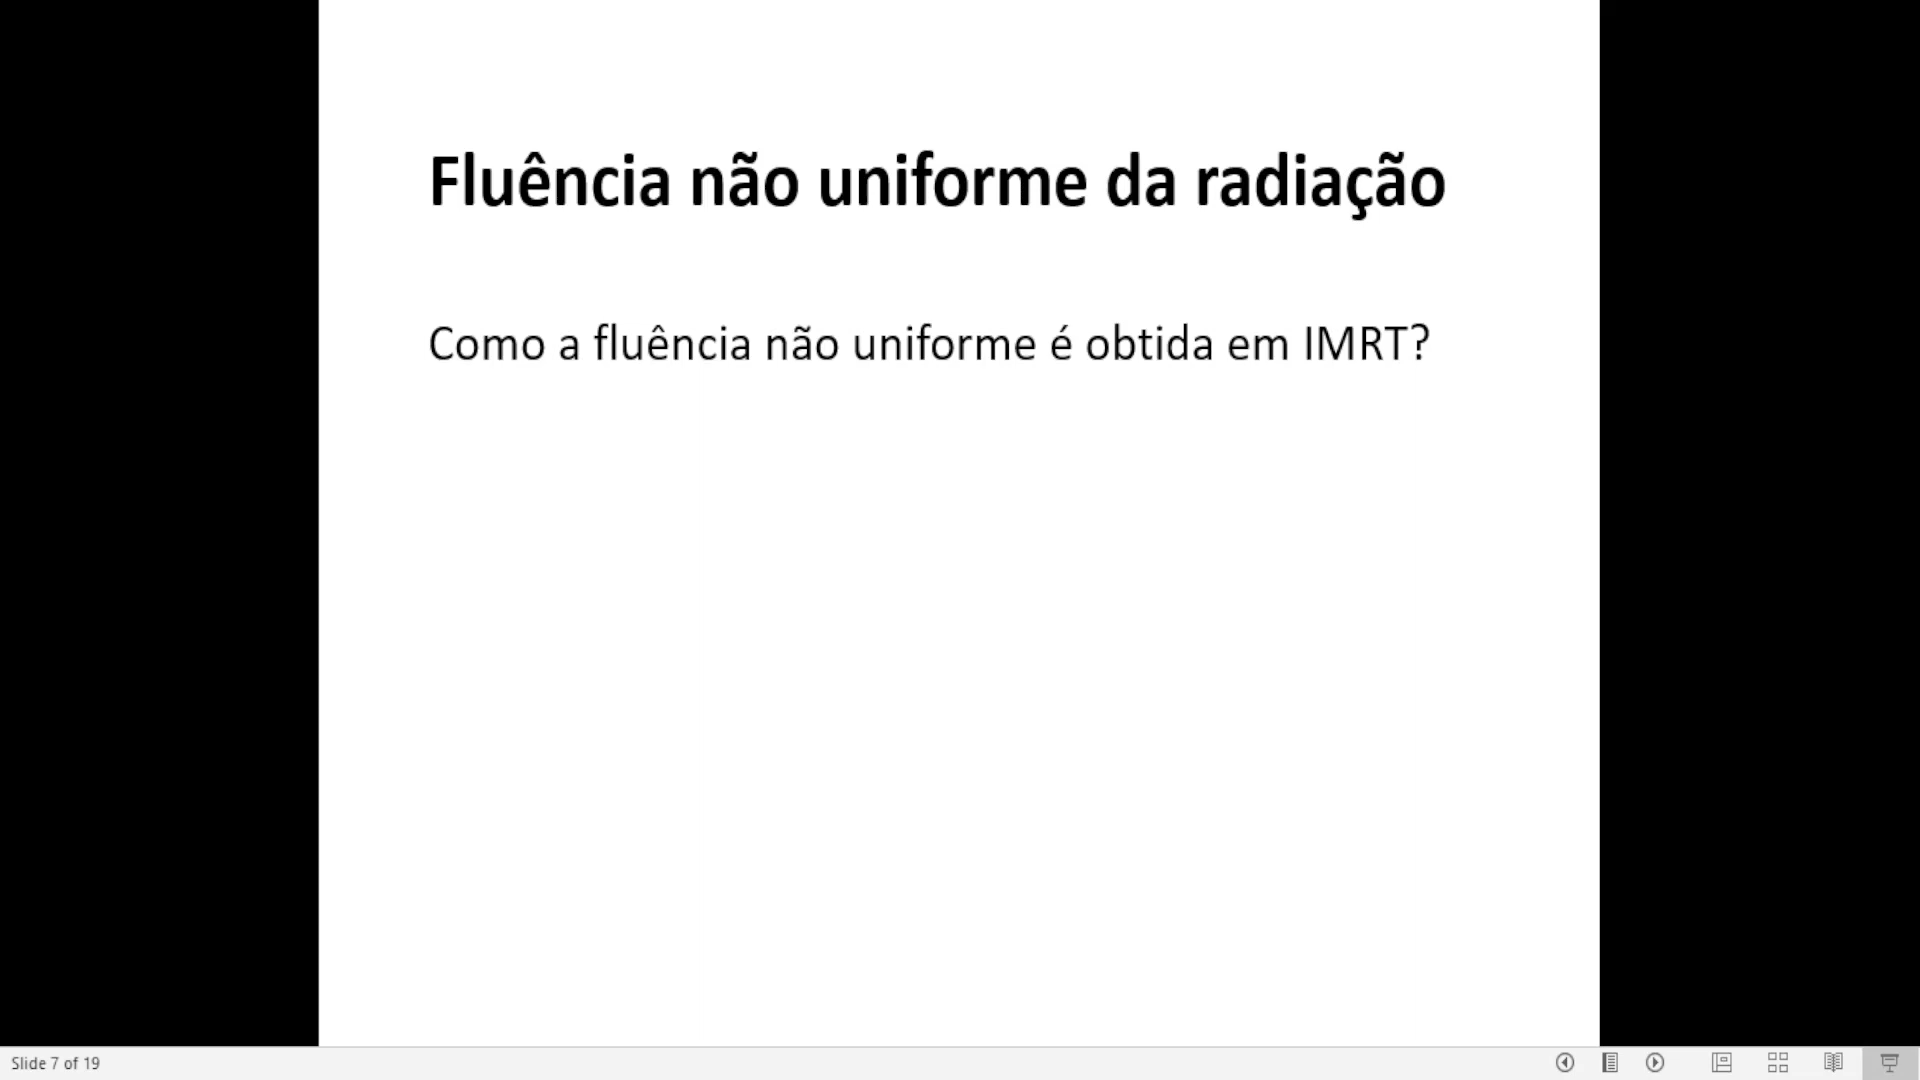 Fluência não uniforme da radiação
Como a fluência não uniforme é obtida em IMRT?
Slide 7 of 19